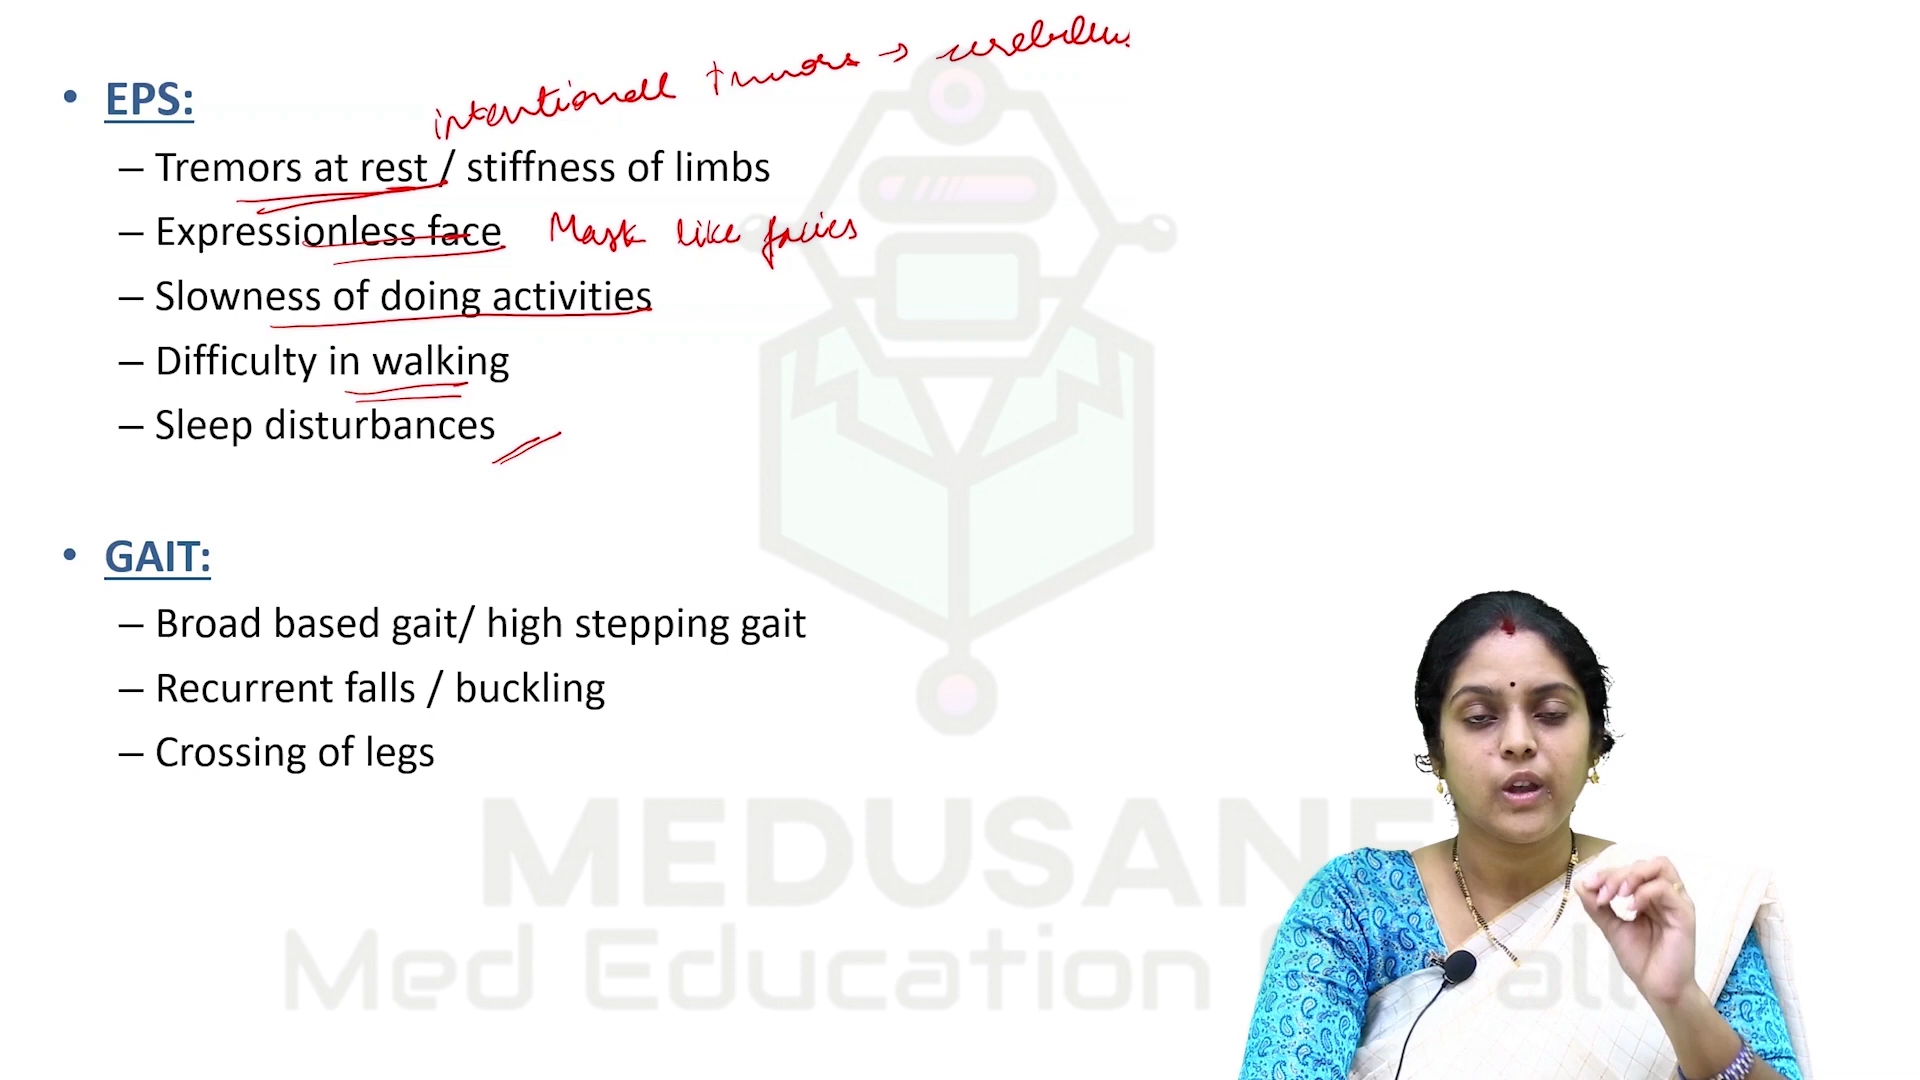 intentionall tremors → cerebellum
• EPS:
– Tremors at rest / stiffness of limbs
– Expressionless face Mask like facies
– Slowness of doing activities
– Difficulty in walking
– Sleep disturbances
• GAIT:
– Broad based gait/ high stepping gait
– Recurrent falls / buckling
– Crossing of legs
MEDUSANE
Med Education all